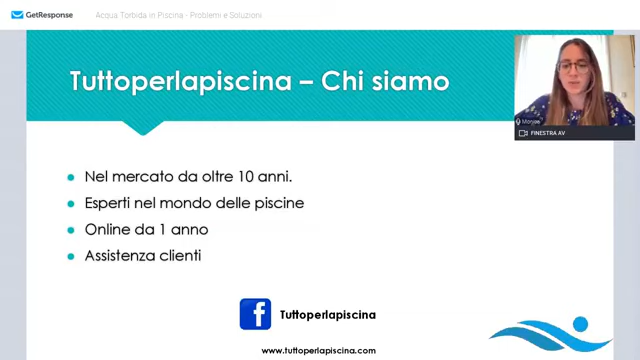 GetResponse
Acqua Torbida in Piscina - Problemi e Soluzioni
Tuttoperlapiscina – Chi siamo
FINESTRA AV
Nel mercato da oltre 10 anni.
Esperti nel mondo delle piscine
Online da 1 anno
Assistenza clienti
Tuttoperlapiscina
www.tuttoperlapiscina.com